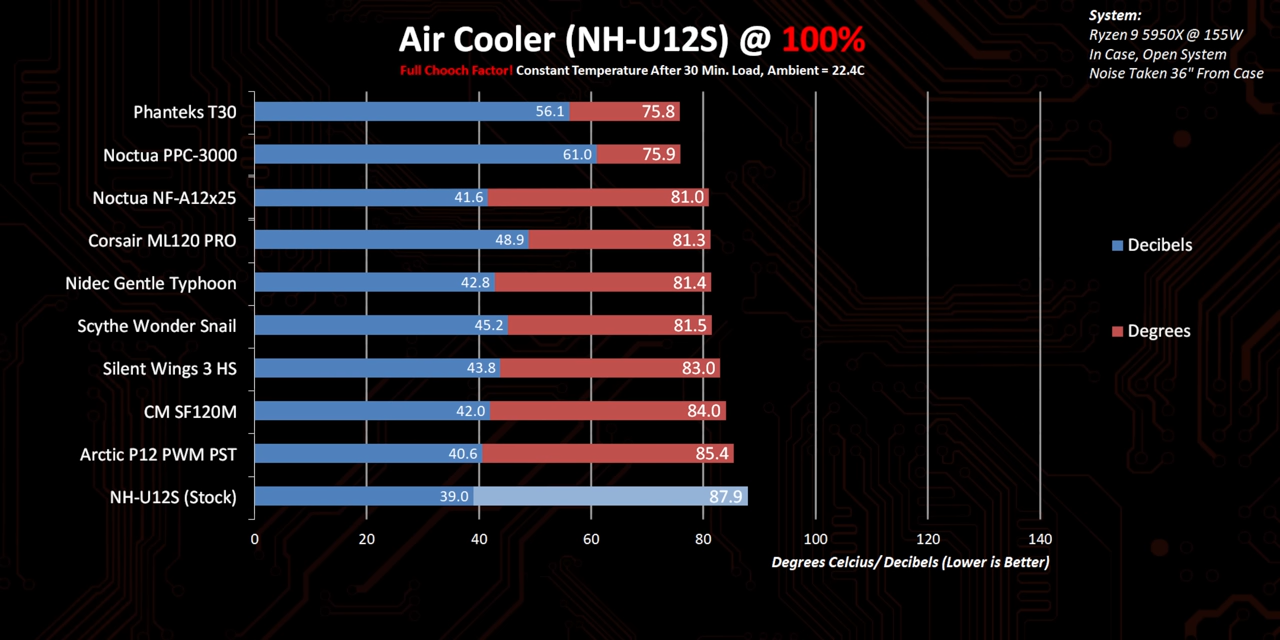 Air Cooler (NH-U12S) @ 100%
Full Chooch Factor! Constant Temperature After 30 Min. Load, Ambient = 22.4C
System:
Ryzen 9 5950X @ 155W
In Case, Open System
Noise Taken 36" From Case
Phanteks T30 56.1 75.8
Noctua PPC-3000 61.0 75.9
Noctua NF-A12x25 41.6 81.0
Corsair ML120 PRO 48.9 81.3
Nidec Gentle Typhoon 42.8 81.4
Scythe Wonder Snail 45.2 81.5
Silent Wings 3 HS 43.8 83.0
CM SF120M 42.0 84.0
Arctic P12 PWM PST 40.6 85.4
NH-U12S (Stock) 39.0 87.9
0 20 40 60 80 100 120 140
Degrees Celcius/ Decibels (Lower is Better)
Decibels
Degrees